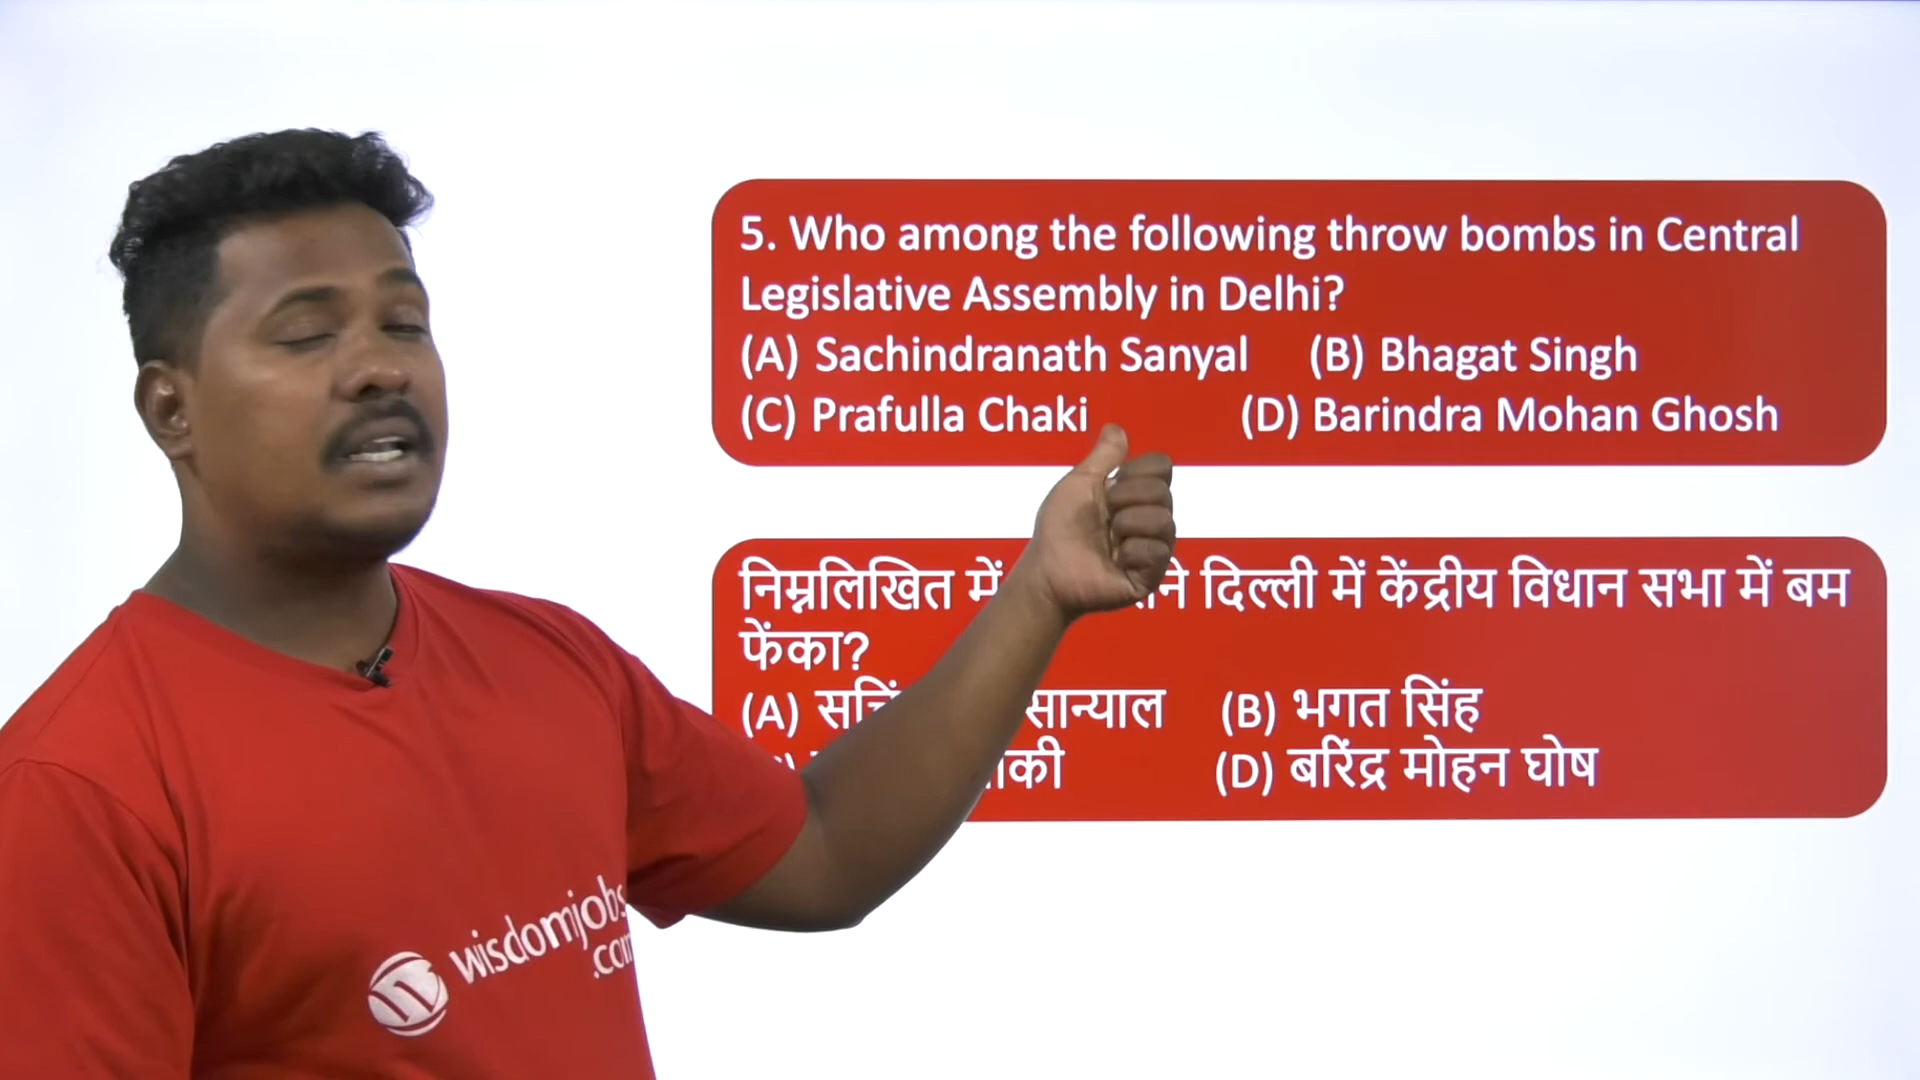 5. Who among the following throw bombs in Central
Legislative Assembly in Delhi?
(A) Sachindranath Sanyal (B) Bhagat Singh
(C) Prafulla Chaki (D) Barindra Mohan Ghosh
निम्नलिखित में दिल्ली में केंद्रीय विधान सभा में बम
फेंका?
(A) सान्याल (B) भगत सिंह
(D) बरिंद्र मोहन घोष
wisdomjobs
.com